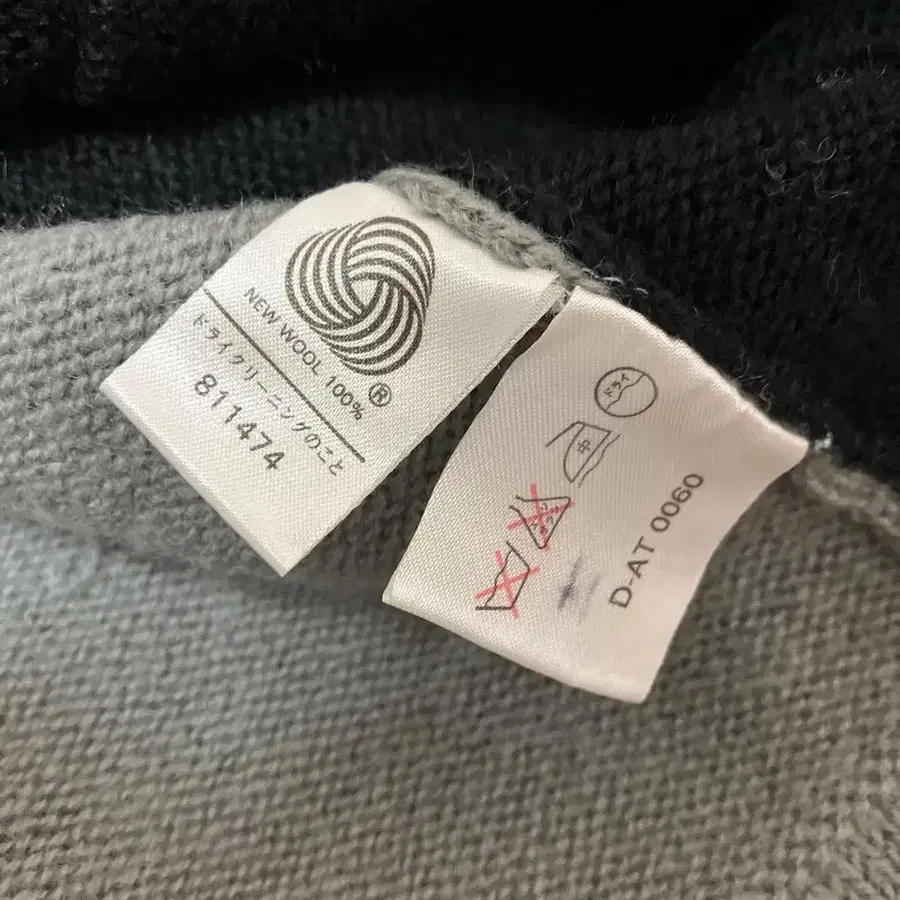 NEW WOOL 100%
®
ドライクリーニングのこと
811474
ドライ
中
D-AT 0060